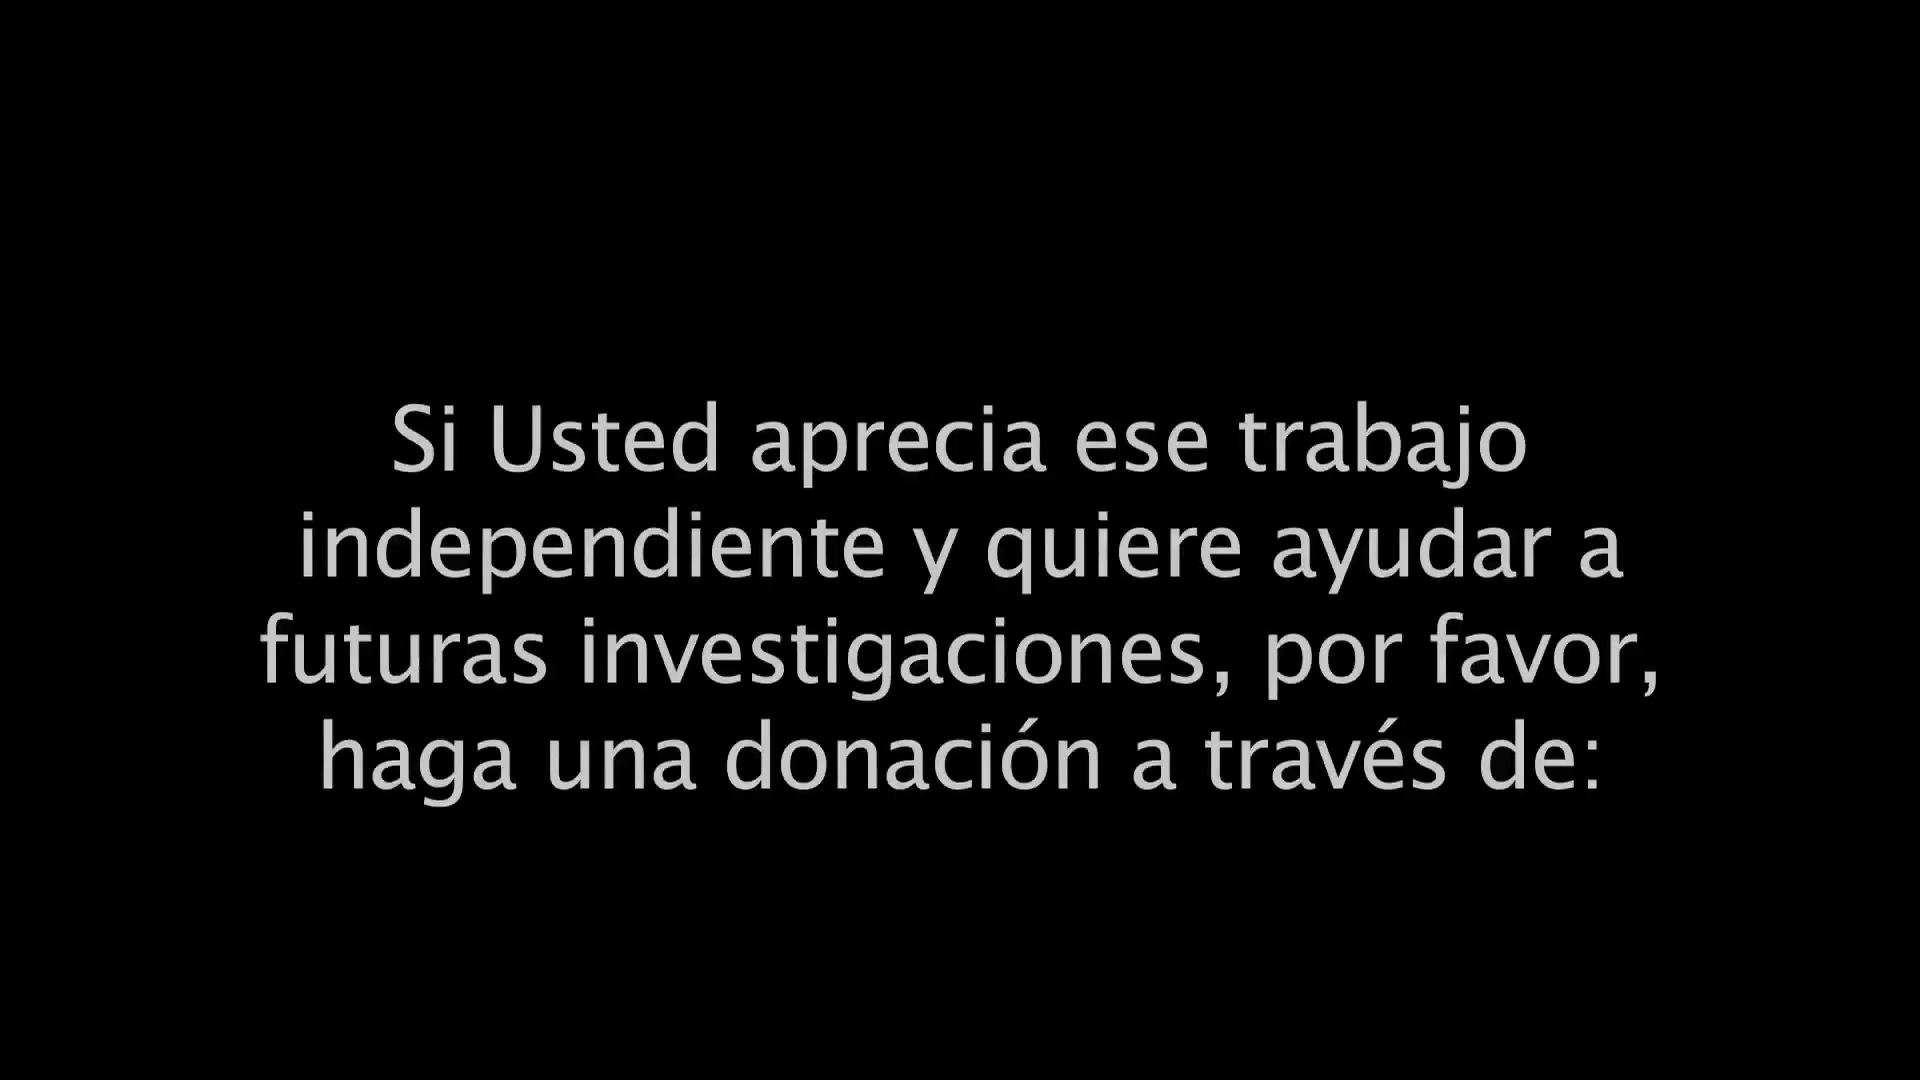 Si Usted aprecia ese trabajo
independiente y quiere ayudar a
futuras investigaciones, por favor,
haga una donación a través de: